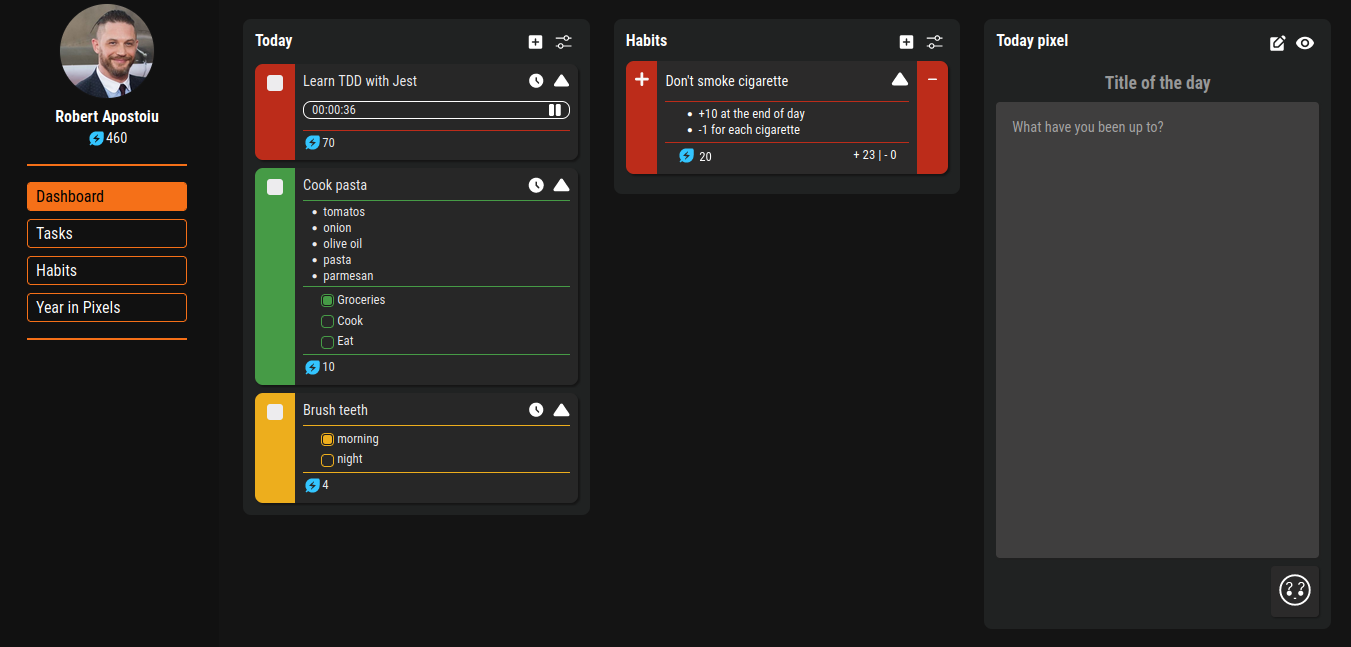 Robert Apostoiu
460
Dashboard
Tasks
Habits
Year in Pixels
Today
Learn TDD with Jest
00:00:36
70
Cook pasta
tomatos
onion
olive oil
pasta
parmesan
Groceries
Cook
Eat
10
Brush teeth
morning
night
4
Habits
Don't smoke cigarette
+10 at the end of day
-1 for each cigarette
20
+ 23 | - 0
Today pixel
Title of the day
What have you been up to?
? ?